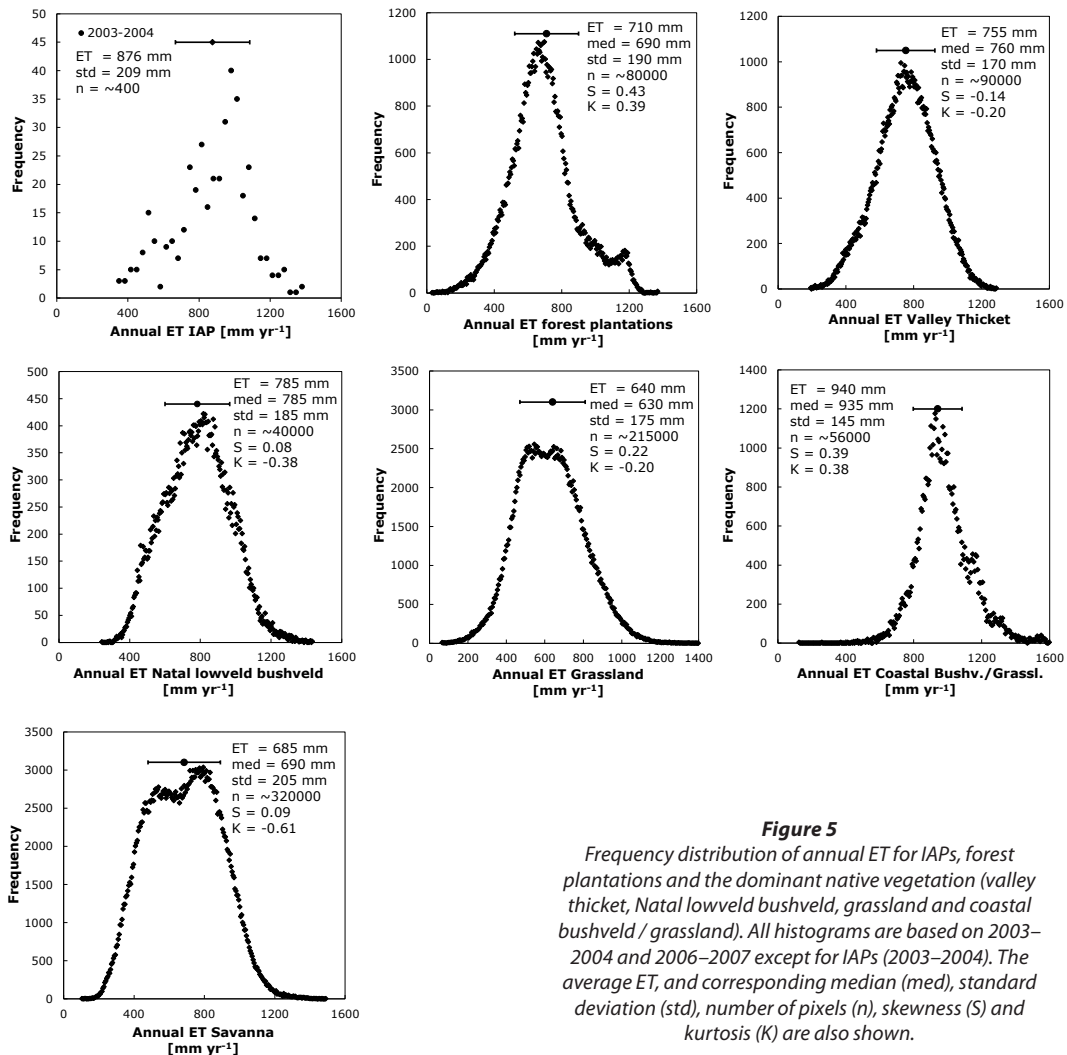 50
45
40
35
30
25
20
15
10
5
0
Frequency
2003-2004
ET = 876 mm
std = 209 mm
n = ~400
0 400 800 1200 1600
Annual ET IAP [mm yr-1]
1200
1000
800
600
400
200
0
Frequency
ET = 710 mm
med = 690 mm
std = 190 mm
n = ~80000
S = 0.43
K = 0.39
0 400 800 1200 1600
Annual ET forest plantations
[mm yr-1]
1200
1000
800
600
400
200
0
Frequency
ET = 755 mm
med = 760 mm
std = 170 mm
n = ~90000
S = -0.14
K = -0.20
0 400 800 1200 1600
Annual ET Valley Thicket
[mm yr-1]
500
450
400
350
300
250
200
150
100
50
0
Frequency
ET = 785 mm
med = 785 mm
std = 185 mm
n = ~40000
S = 0.08
K = -0.38
0 400 800 1200 1600
Annual ET Natal lowveld bushveld
[mm yr-1]
3500
3000
2500
2000
1500
1000
500
0
Frequency
ET = 640 mm
med = 630 mm
std = 175 mm
n = ~215000
S = 0.22
K = -0.20
0 200 400 600 800 1000 1200 1400
Annual ET Grassland
[mm yr-1]
1400
1200
1000
800
600
400
200
0
Frequency
ET = 940 mm
med = 935 mm
std = 145 mm
n = ~56000
S = 0.39
K = 0.38
0 400 800 1200 1600
Annual ET Coastal Bushv./Grassl.
[mm yr-1]
3500
3000
2500
2000
1500
1000
500
0
Frequency
ET = 685 mm
med = 690 mm
std = 205 mm
n = ~320000
S = 0.09
K = -0.61
0 400 800 1200 1600
Annual ET Savanna
[mm yr-1]
Figure 5
Frequency distribution of annual ET for IAPs, forest
plantations and the dominant native vegetation (valley
thicket, Natal lowveld bushveld, grassland and coastal
bushveld / grassland). All histograms are based on 2003–
2004 and 2006–2007 except for IAPs (2003–2004). The
average ET, and corresponding median (med), standard
deviation (std), number of pixels (n), skewness (S) and
kurtosis (K) are also shown.